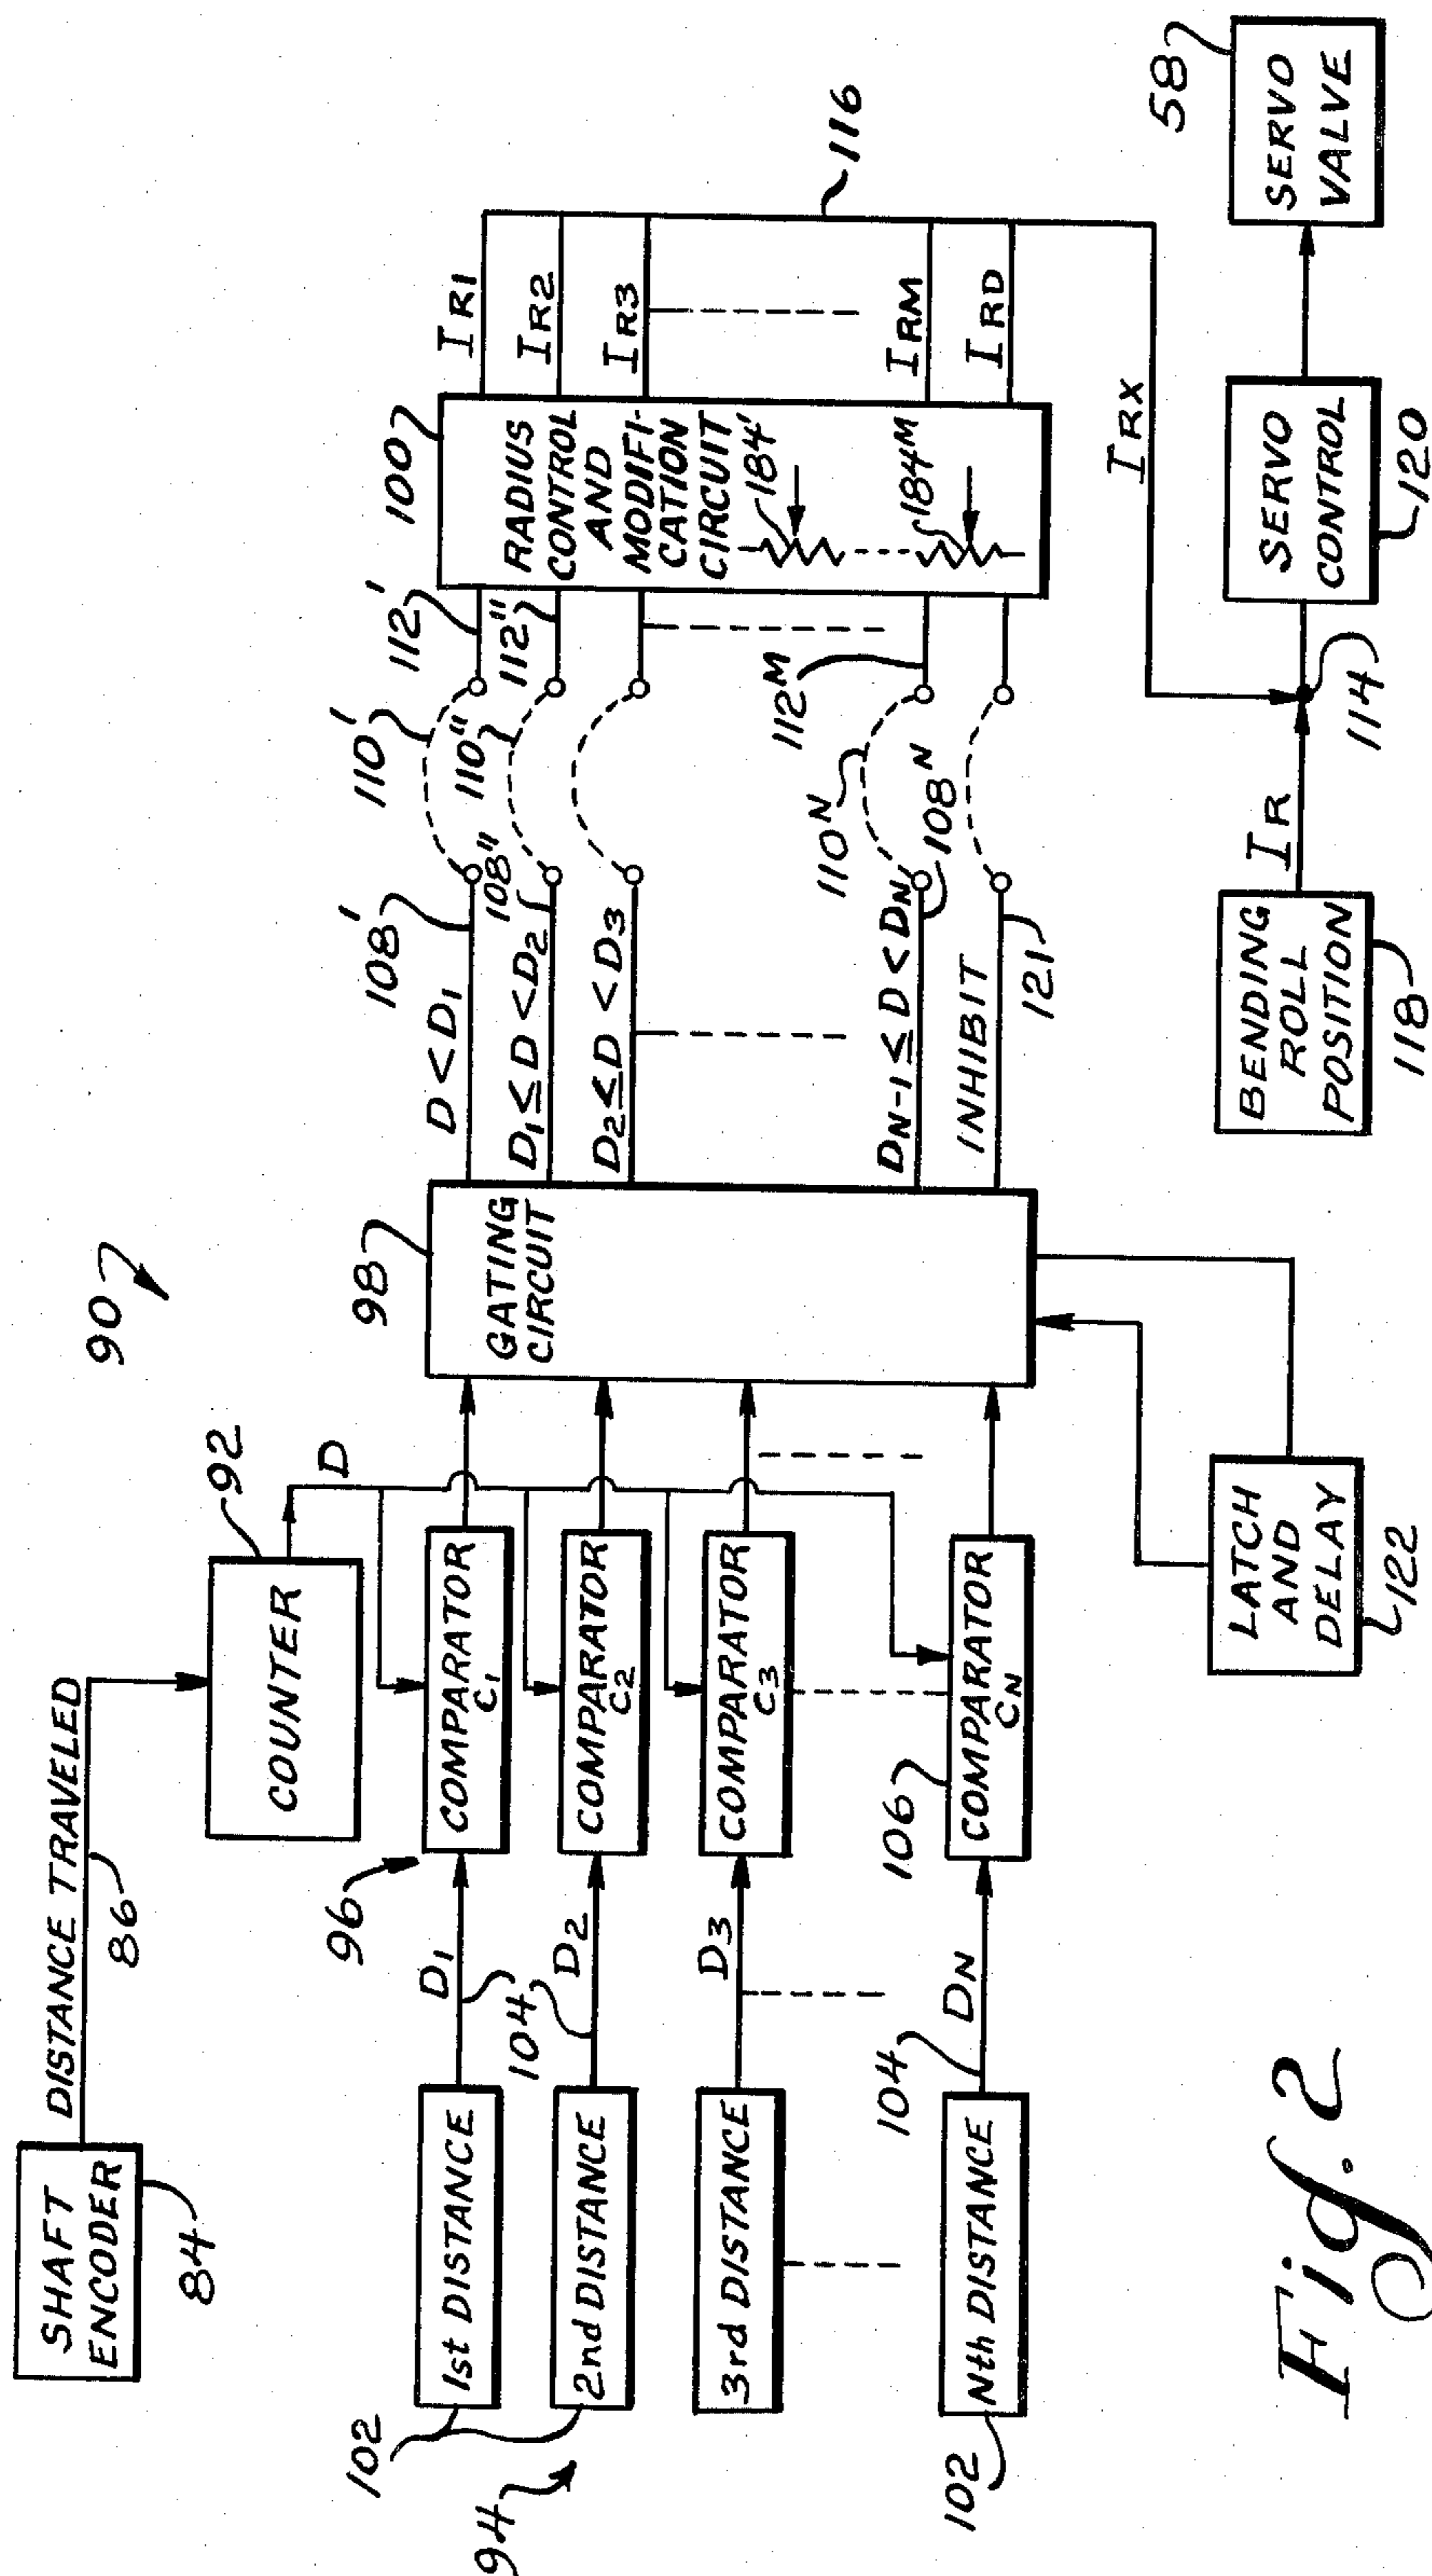 90
SHAFT
ENCODER
84
DISTANCE TRAVELED
86
COUNTER
92
D
94
102
1st DISTANCE
2nd DISTANCE
3rd DISTANCE
Nth DISTANCE
102
D1
104
D2
D3
104
DN
96
COMPARATOR
C1
COMPARATOR
C2
COMPARATOR
C3
106
COMPARATOR
CN
98
GATING
CIRCUIT
LATCH
AND
DELAY
122
D < D1
108'
D1 ≤ D < D2
108"
D2 ≤ D < D3
DN-1 ≤ D < DN
108N
INHIBIT
121
110'
110"
110N
112'
112"
112M
100
RADIUS
CONTROL
AND
MODIFI-
CATION
CIRCUIT
184'
184M
IR1
IR2
IR3
IRM
IRD
116
IRX
BENDING
ROLL
POSITION
118
IR
114
SERVO
CONTROL
120
SERVO
VALVE
58
Fig. 2